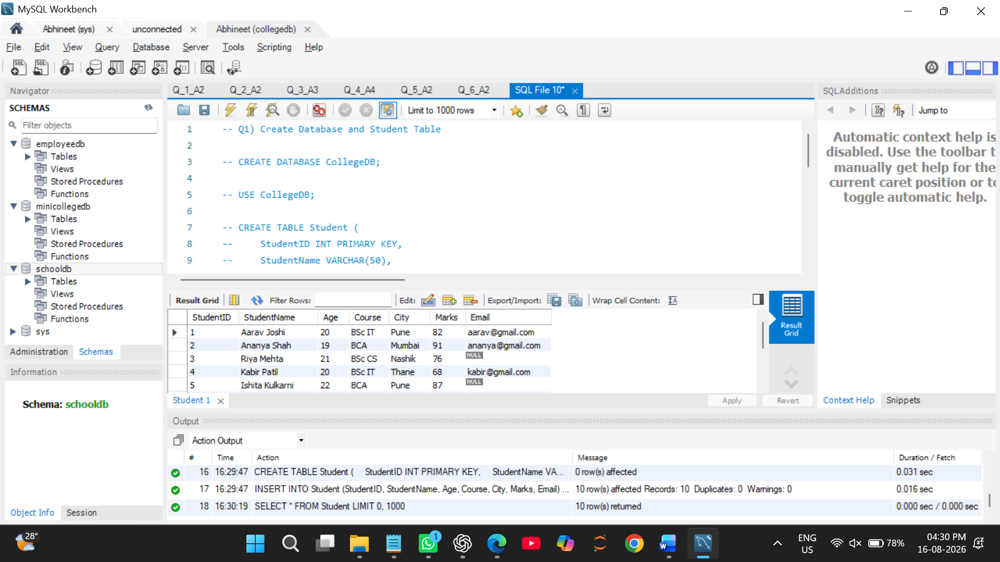 MySQL Workbench
Abhineet (sys)
unconnected
Abhineet (collegedb)
File Edit View Query Database Server Tools Scripting Help
Navigator
SCHEMAS
Filter objects
employeedb
Tables
Views
Stored Procedures
Functions
minicollegedb
Tables
Views
Stored Procedures
Functions
schooldb
Tables
Views
Stored Procedures
Functions
sys
Administration Schemas
Information
Schema: schooldb
Object Info Session
Q_1_A2 Q_2_A2 Q_3_A3 Q_4_A4 Q_5_A2 Q_6_A2 SQL File 10*
Limit to 1000 rows
1 -- Q1) Create Database and Student Table
2
3 -- CREATE DATABASE CollegeDB;
4
5 -- USE CollegeDB;
6
7 -- CREATE TABLE Student (
8 -- StudentID INT PRIMARY KEY,
9 -- StudentName VARCHAR(50),
Result Grid Filter Rows: Edit: Export/Import: Wrap Cell Content:
StudentID StudentName Age Course City Marks Email
1 Aarav Joshi 20 BSc IT Pune 82 aarav@gmail.com
2 Ananya Shah 19 BCA Mumbai 91 ananya@gmail.com
3 Riya Mehta 21 BSc CS Nashik 76 NULL
4 Kabir Patil 20 BSc IT Thane 68 kabir@gmail.com
5 Ishita Kulkarni 22 BCA Pune 87 NULL
Result
Grid
Student 1
Apply Revert
SQLAdditions
Jump to
Automatic context help is
disabled. Use the toolbar t
manually get help for the
current caret position or to
toggle automatic help.
Context Help Snippets
Output
Action Output
# Time Action Message Duration / Fetch
16 16:29:47 CREATE TABLE Student ( StudentID INT PRIMARY KEY, StudentName VA... 0 row(s) affected 0.031 sec
17 16:29:47 INSERT INTO Student (StudentID, StudentName, Age, Course, City, Marks, Email) ... 10 row(s) affected Records: 10 Duplicates: 0 Warnings: 0 0.016 sec
18 16:30:19 SELECT * FROM Student LIMIT 0, 1000 10 row(s) returned 0.000 sec / 0.000 sec
28°
1
ENG
US
78%
04:30 PM
16-08-2026